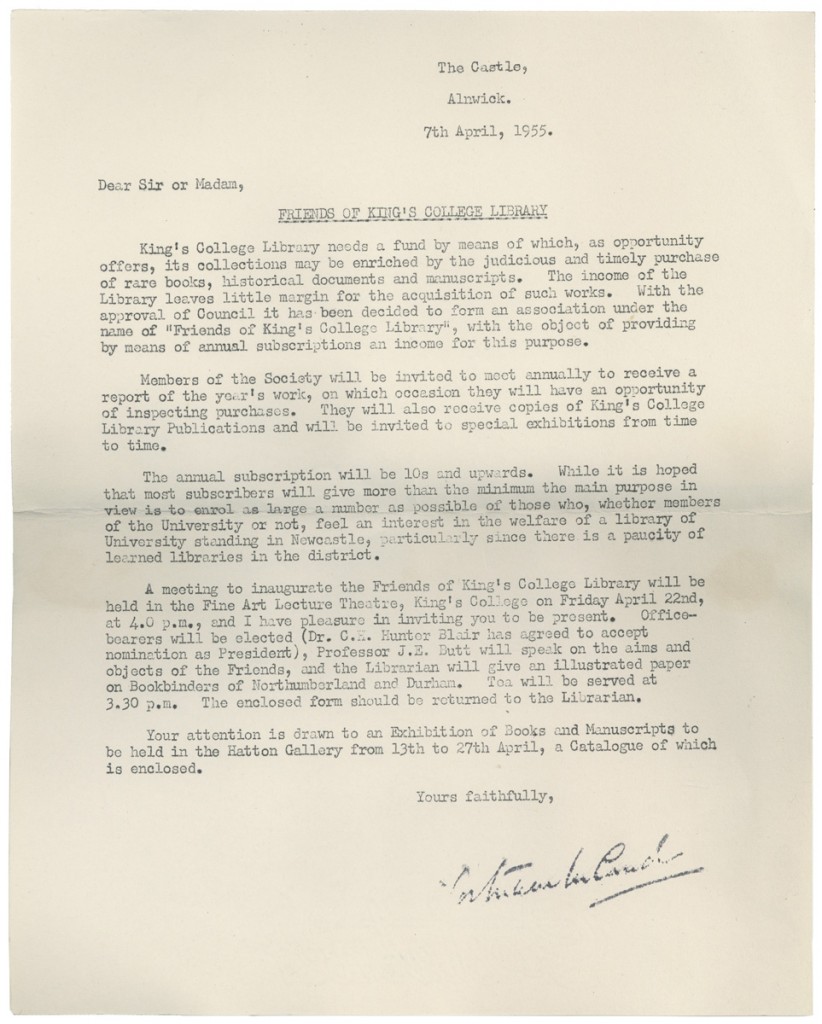 The Castle,
Alnwick.
7th April, 1955.
Dear Sir or Madam,
FRIENDS OF KING'S COLLEGE LIBRARY
King's College Library needs a fund by means of which, as opportunity
offers, its collections may be enriched by the judicious and timely purchase
of rare books, historical documents and manuscripts. The income of the
Library leaves little margin for the acquisition of such works. With the
approval of Council it has been decided to form an association under the
name of "Friends of King's College Library", with the object of providing
by means of annual subscriptions an income for this purpose.
Members of the Society will be invited to meet annually to receive a
report of the year's work, on which occasion they will have an opportunity
of inspecting purchases. They will also receive copies of King's College
Library Publications and will be invited to special exhibitions from time
to time.
The annual subscription will be 10s and upwards. While it is hoped
that most subscribers will give more than the minimum the main purpose in
view is to enrol as large a number as possible of those who, whether members
of the University or not, feel an interest in the welfare of a library of
University standing in Newcastle, particularly since there is a paucity of
learned libraries in the district.
A meeting to inaugurate the Friends of King's College Library will be
held in the Fine Art Lecture Theatre, King's College on Friday April 22nd,
at 4.0 p.m., and I have pleasure in inviting you to be present. Office-
bearers will be elected (Dr. C.H. Hunter Blair has agreed to accept
nomination as President), Professor J.E. Butt will speak on the aims and
objects of the Friends, and the Librarian will give an illustrated paper
on Bookbinders of Northumberland and Durham. Tea will be served at
3.30 p.m. The enclosed form should be returned to the Librarian.
Your attention is drawn to an Exhibition of Books and Manuscripts to
be held in the Hatton Gallery from 13th to 27th April, a Catalogue of which
is enclosed.
Yours faithfully,
Northumberland